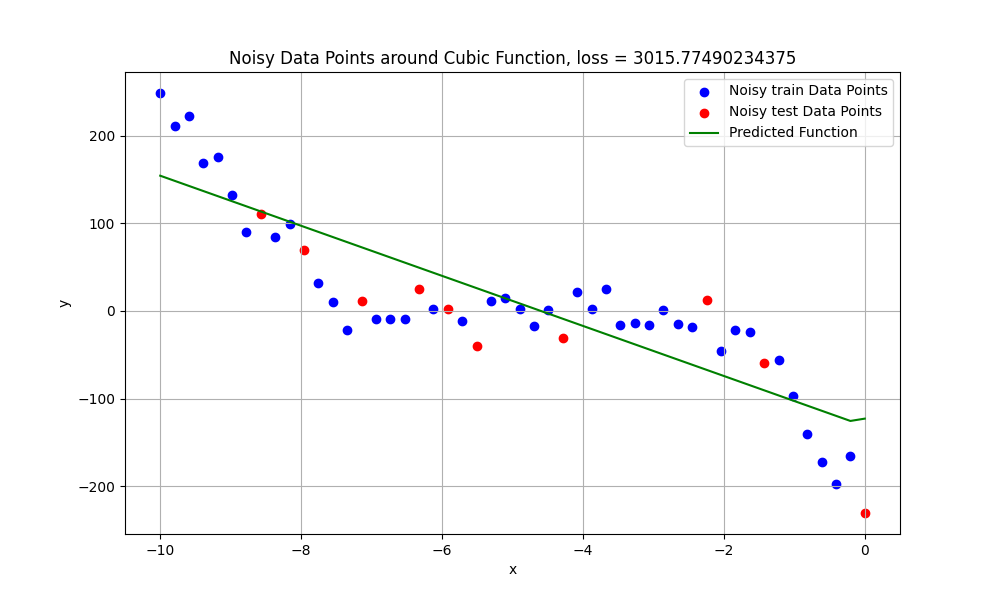 Noisy Data Points around Cubic Function, loss = 3015.77490234375
Noisy train Data Points
Noisy test Data Points
Predicted Function
y
200
100
0
−100
−200
−10
−8
−6
−4
−2
0
x